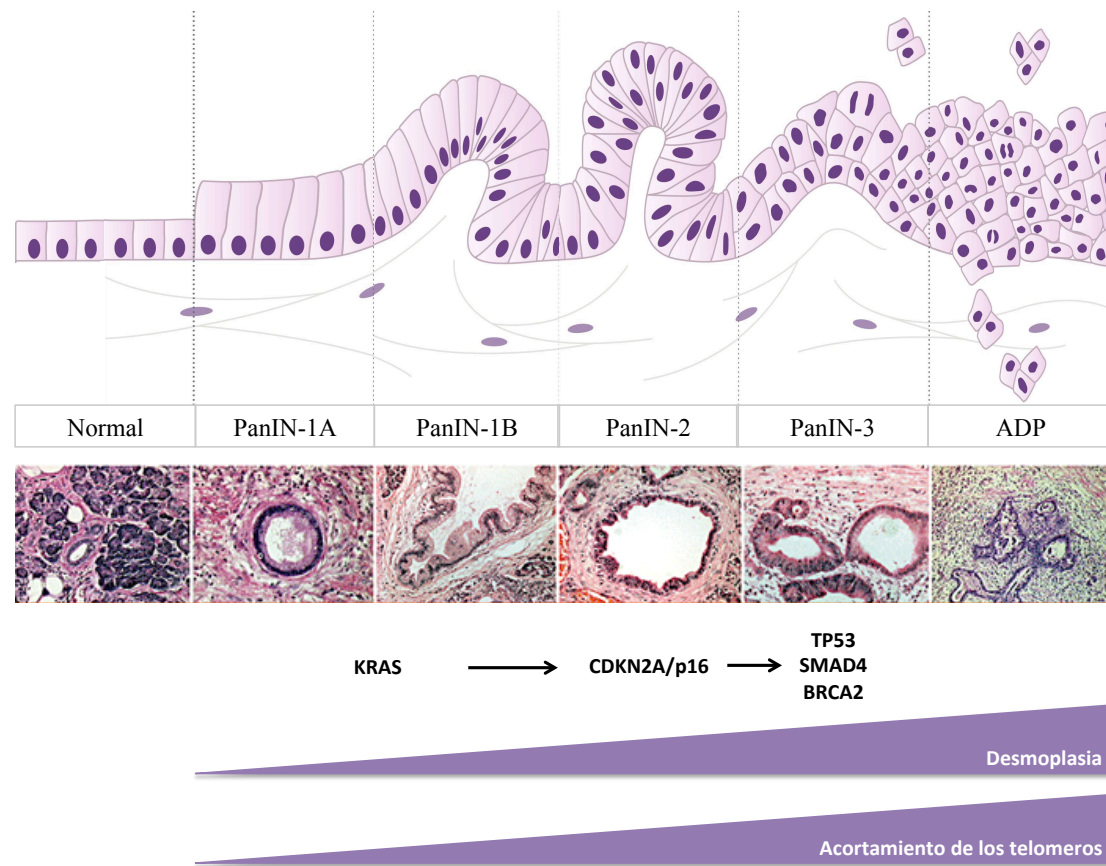 Normal
PanIN-1A
PanIN-1B
PanIN-2
PanIN-3
ADP
KRAS
CDKN2A/p16
TP53
SMAD4
BRCA2
Desmoplasia
Acortamiento de los telomeros